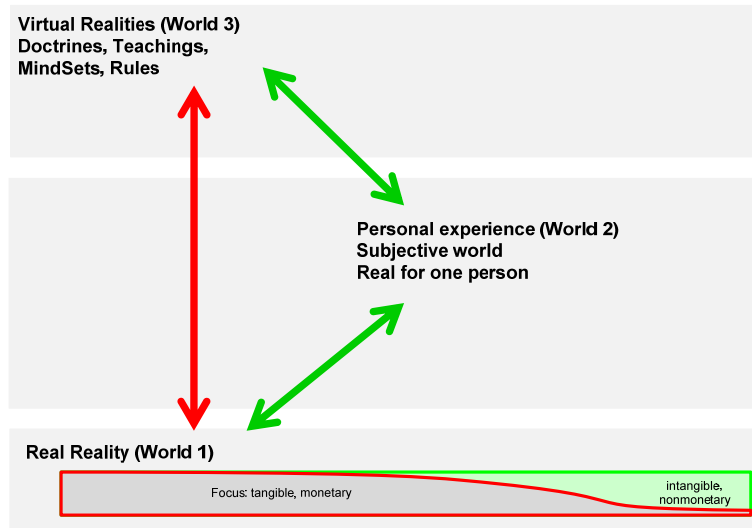 Virtual Realities (World 3)
Doctrines, Teachings,
MindSets, Rules
Personal experience (World 2)
Subjective world
Real for one person
Real Reality (World 1)
Focus: tangible, monetary
intangible,
nonmonetary